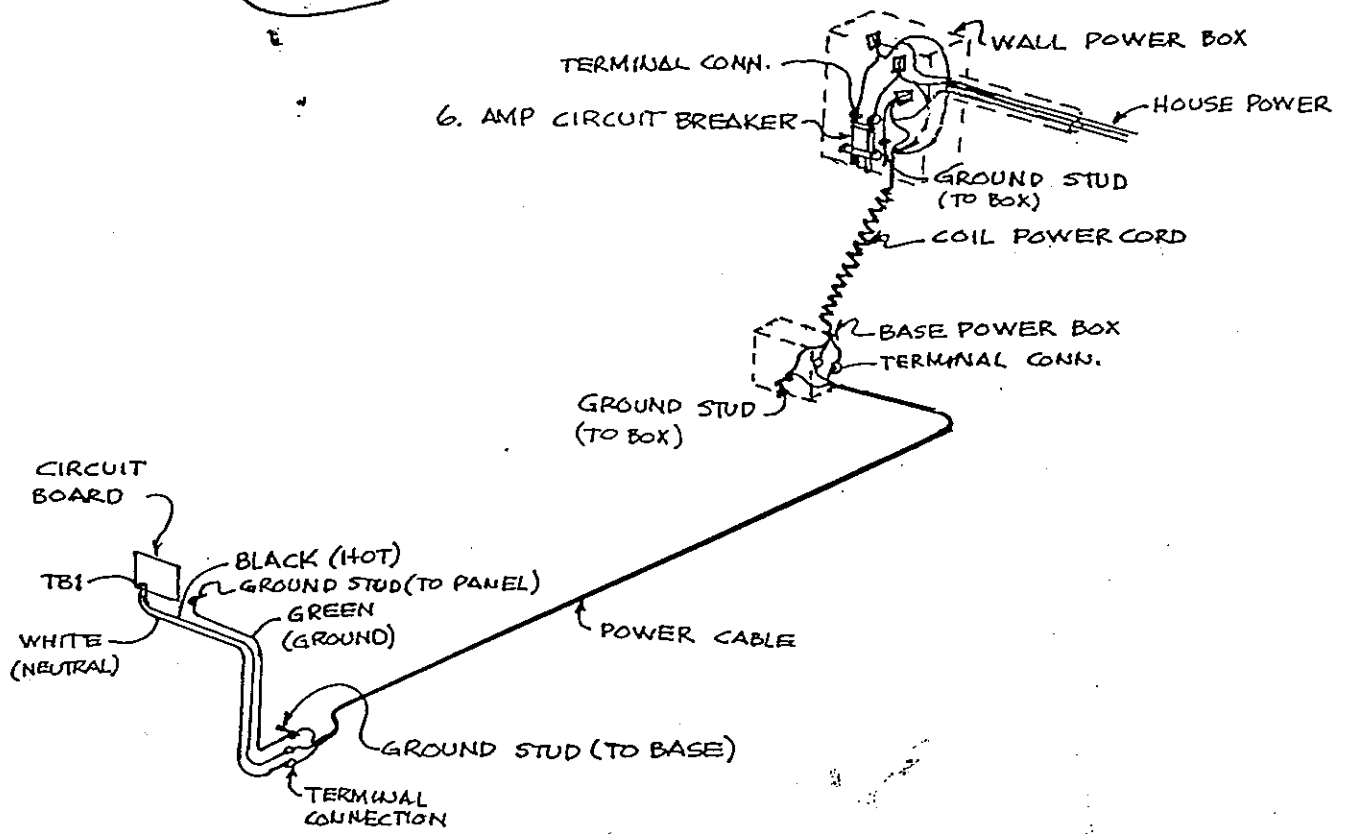 WALL POWER BOX
TERMINAL CONN.
HOUSE POWER
6. AMP CIRCUIT BREAKER
GROUND STUD
(TO BOX)
COIL POWER CORD
BASE POWER BOX
TERMINAL CONN.
GROUND STUD
(TO BOX)
CIRCUIT
BOARD
BLACK (HOT)
TB1
GROUND STUD (TO PANEL)
GREEN
(GROUND)
WHITE
(NEUTRAL)
POWER CABLE
GROUND STUD (TO BASE)
TERMINAL
CONNECTION